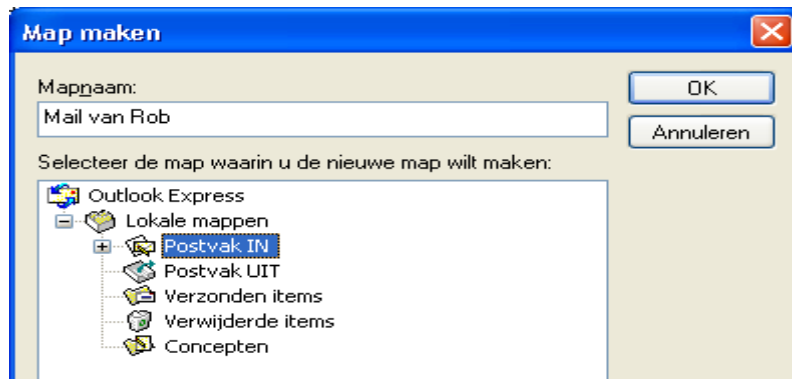 Map maken
Mapnaam:
OK
Mail van Rob
Annuleren
Selecteer de map waarin u de nieuwe map wilt maken:
Outlook Express
Lokale mappen
Postvak IN
Postvak UIT
Verzonden items
Verwijderde items
Concepten